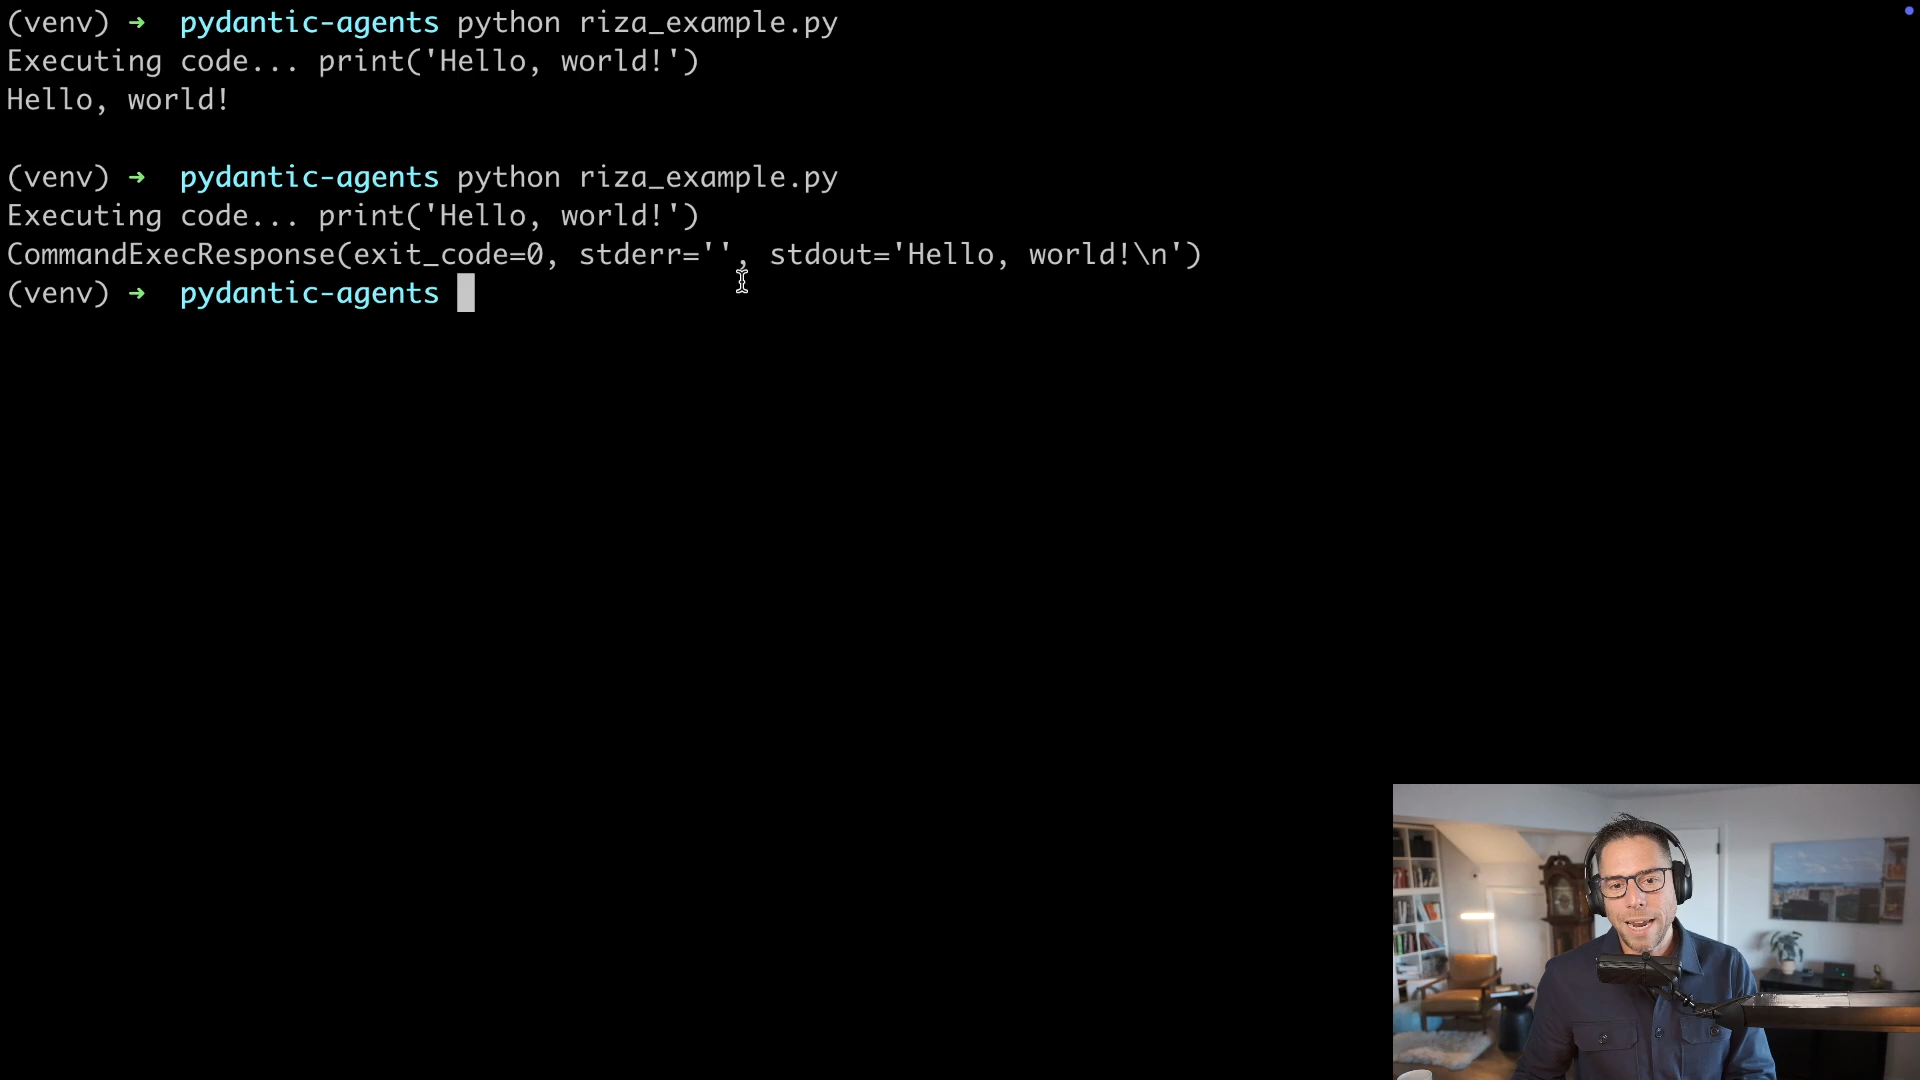 (venv) ➜  pydantic-agents python riza_example.py
Executing code... print('Hello, world!')
Hello, world!
(venv) ➜  pydantic-agents python riza_example.py
Executing code... print('Hello, world!')
CommandExecResponse(exit_code=0, stderr='', stdout='Hello, world!\n')
(venv) ➜  pydantic-agents